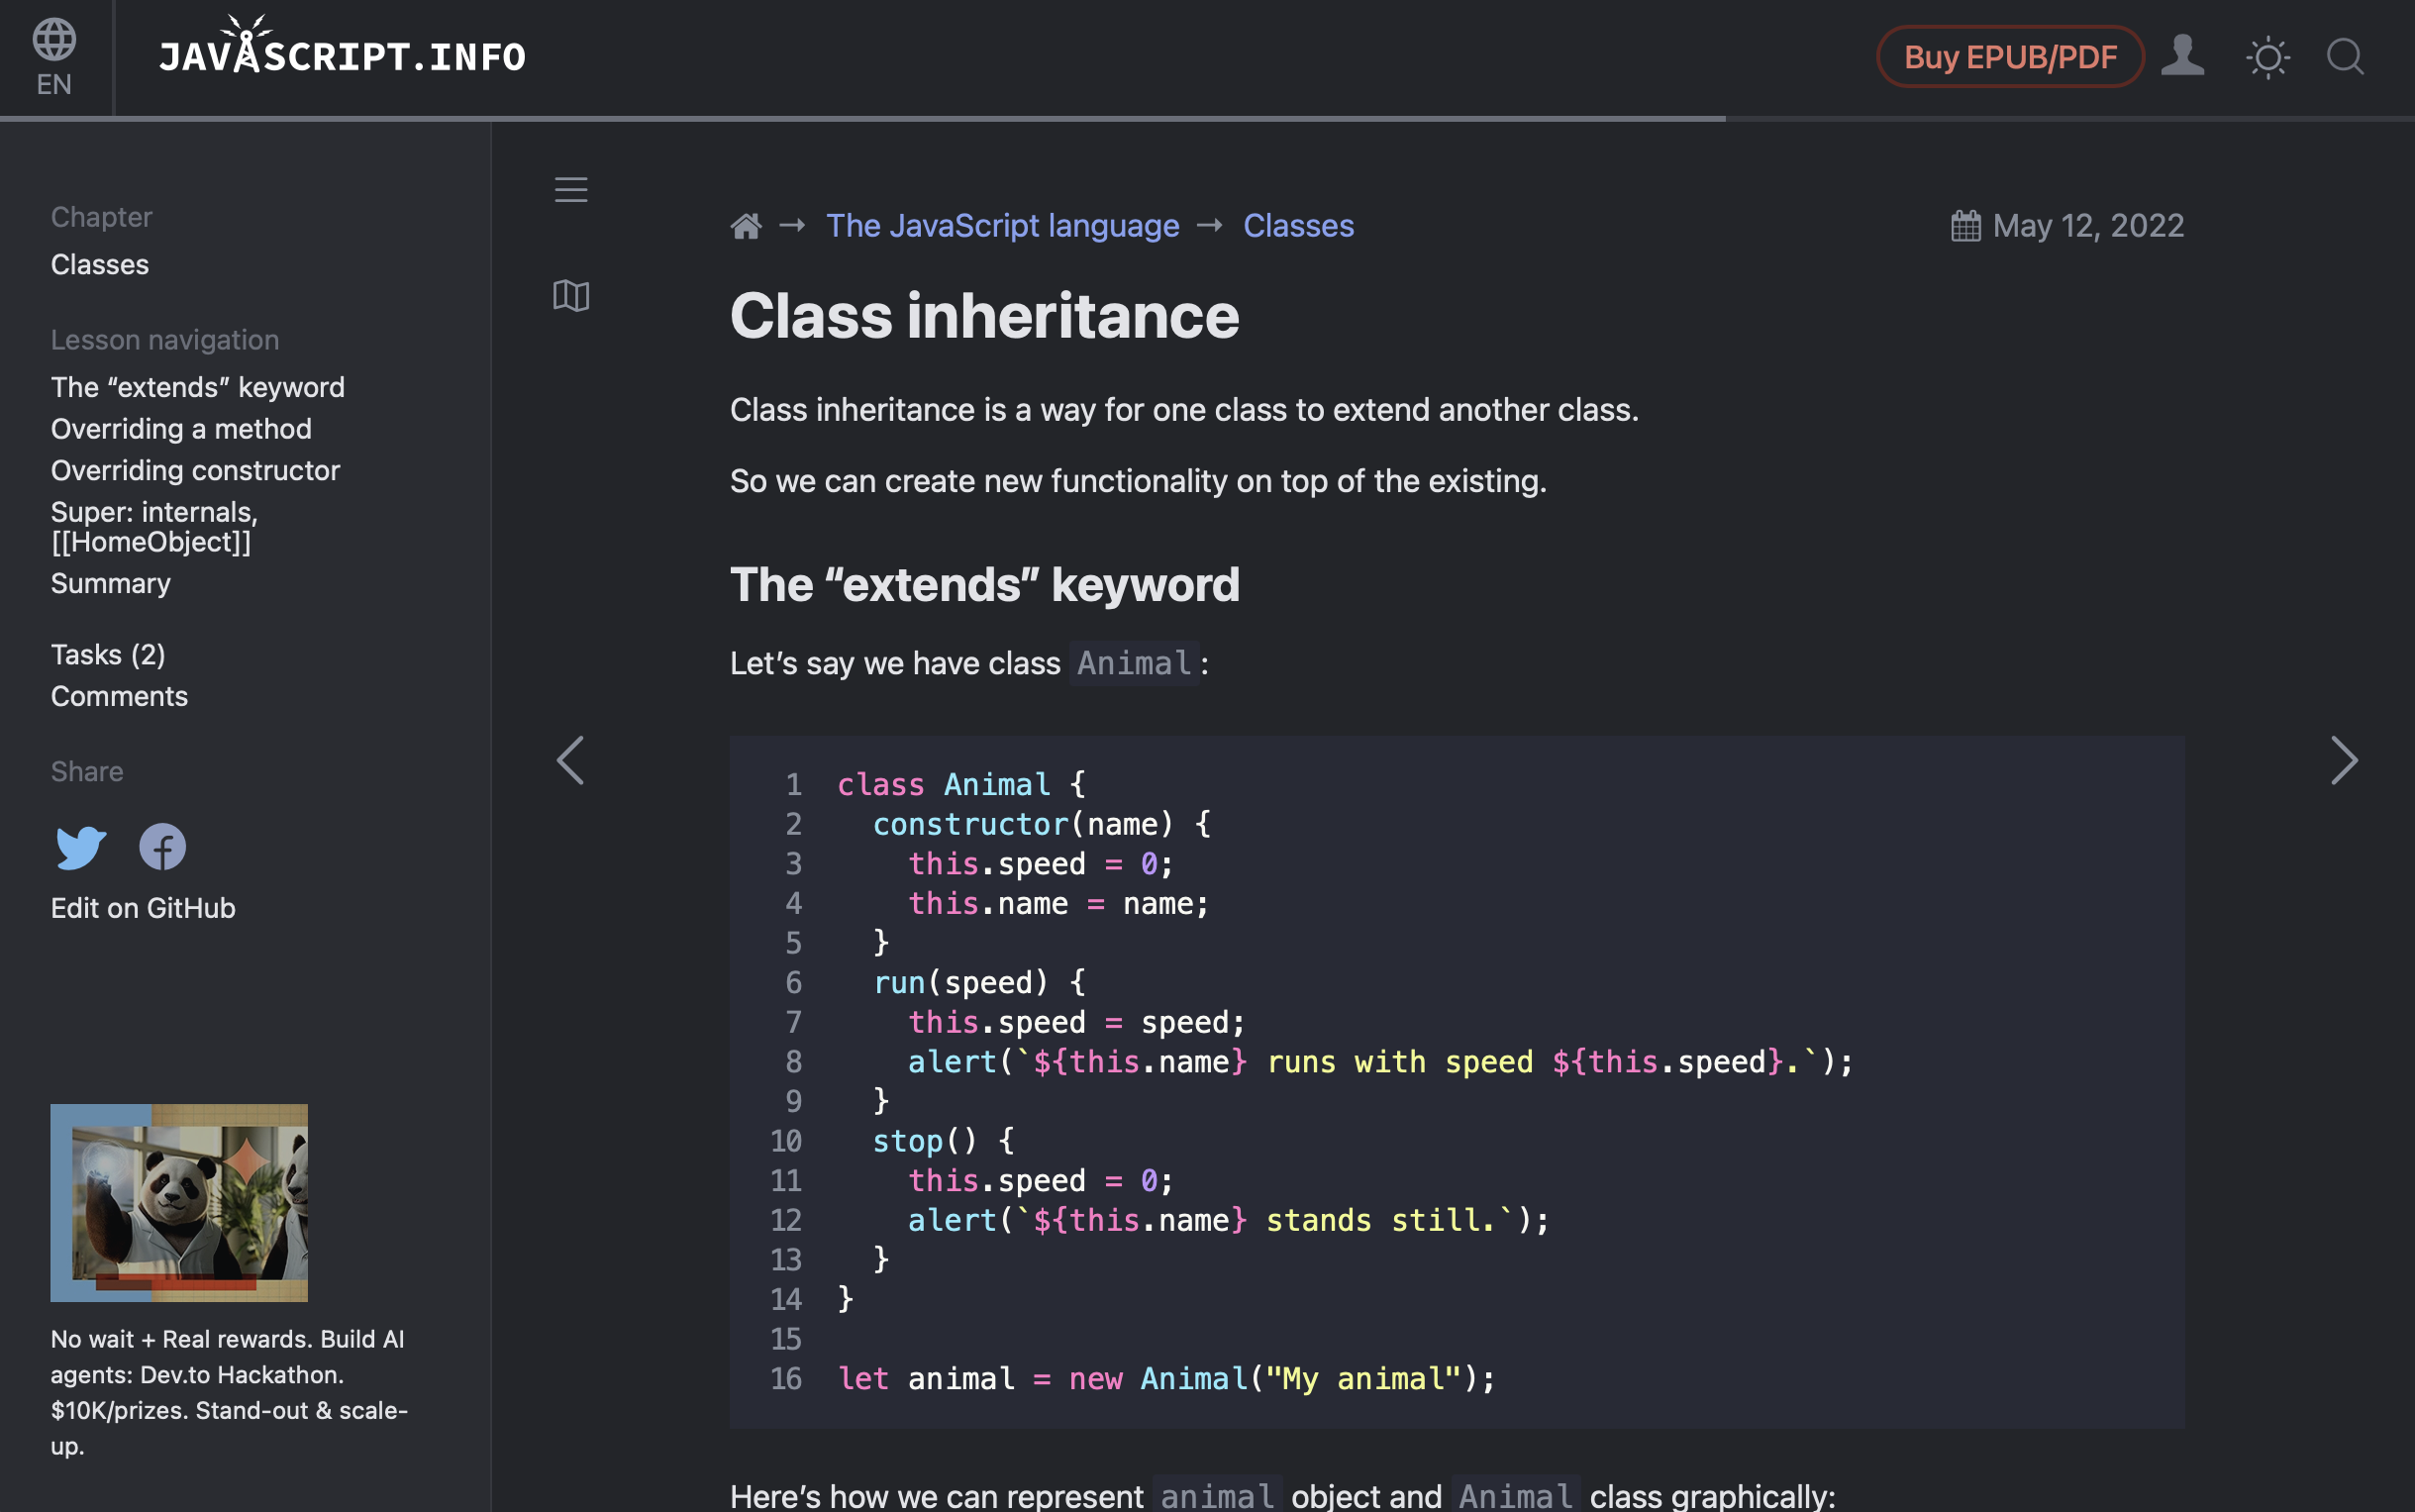 EN
JAVASCRIPT.INFO
Buy EPUB/PDF
Chapter
Classes
Lesson navigation
The “extends” keyword
Overriding a method
Overriding constructor
Super: internals,
[[HomeObject]]
Summary
Tasks (2)
Comments
Share
Edit on GitHub
No wait + Real rewards. Build AI
agents: Dev.to Hackathon.
$10K/prizes. Stand-out & scale-
up.
The JavaScript language → Classes
May 12, 2022
Class inheritance
Class inheritance is a way for one class to extend another class.
So we can create new functionality on top of the existing.
The “extends” keyword
Let’s say we have class Animal:
1 class Animal {
2   constructor(name) {
3     this.speed = 0;
4     this.name = name;
5   }
6   run(speed) {
7     this.speed = speed;
8     alert(`${this.name} runs with speed ${this.speed}.`);
9   }
10   stop() {
11     this.speed = 0;
12     alert(`${this.name} stands still.`);
13   }
14 }
15
16 let animal = new Animal("My animal");
Here’s how we can represent animal object and Animal class graphically: